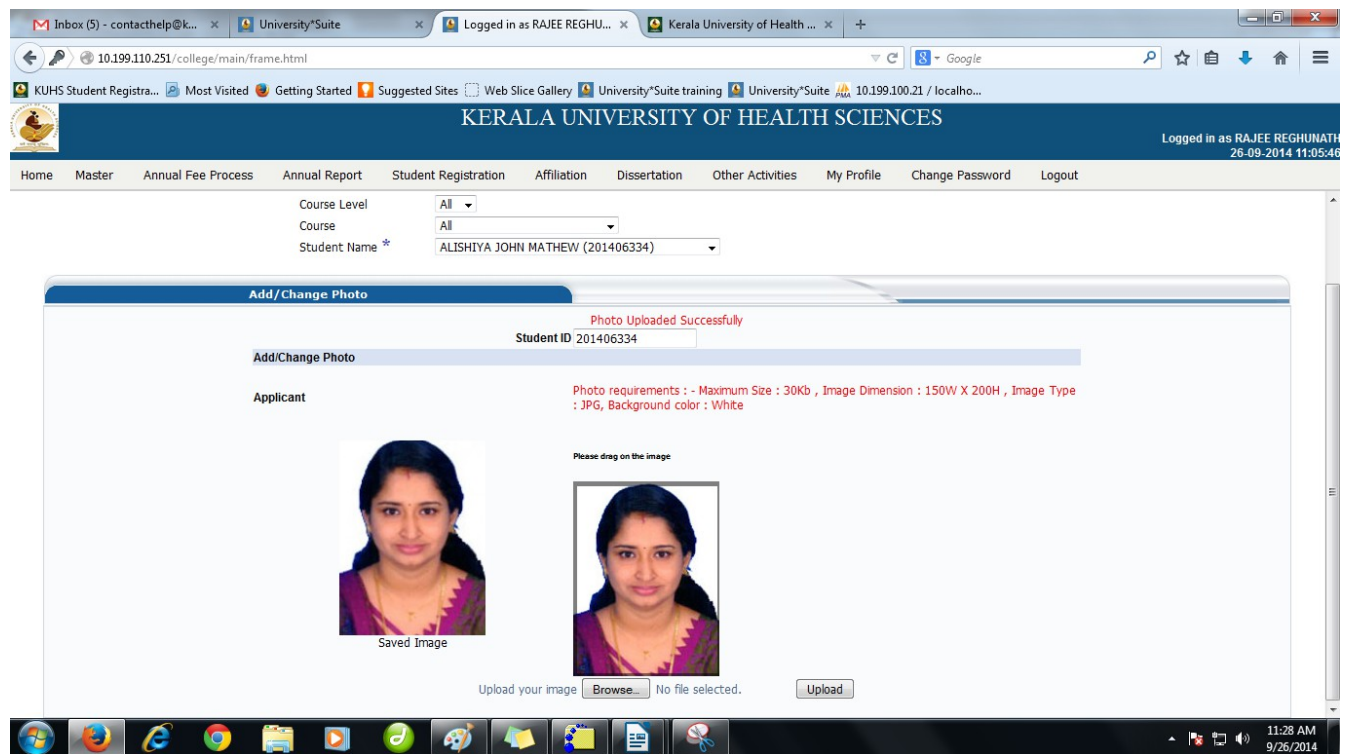 Inbox (5) - contacthelp@k... ×
University*Suite ×
Logged in as RAJEE REGHU... ×
Kerala University of Health ... ×
+
10.199.110.251/college/main/frame.html
8 Google
KUHS Student Registra... Most Visited Getting Started Suggested Sites Web Slice Gallery University*Suite training University*Suite PMA 10.199.100.21 / localho...
KERALA UNIVERSITY OF HEALTH SCIENCES
Logged in as RAJEE REGHUNATH
26-09-2014 11:05:46
Home Master Annual Fee Process Annual Report Student Registration Affiliation Dissertation Other Activities My Profile Change Password Logout
Course Level All
Course All
Student Name * ALISHIYA JOHN MATHEW (201406334)
Add/Change Photo
Photo Uploaded Successfully
Student ID 201406334
Add/Change Photo
Applicant
Photo requirements : - Maximum Size : 30Kb , Image Dimension : 150W X 200H , Image Type
: JPG, Background color : White
Please drag on the image
Saved Image
Upload your image Browse... No file selected. Upload
11:28 AM
9/26/2014